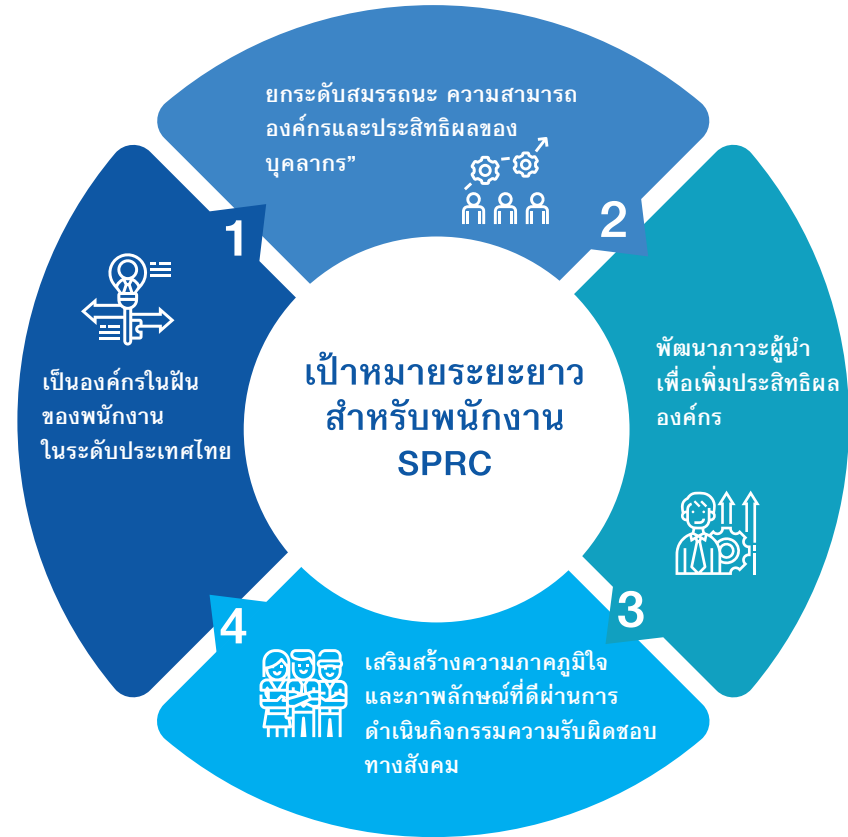 เป้าหมายระยะยาว
สำหรับพนักงาน
SPRC
1
เป็นองค์กรในฝัน
ของพนักงาน
ในระดับประเทศไทย
2
ยกระดับสมรรถนะ ความสามารถ
องค์กรและประสิทธิผลของ
บุคลากร”
3
พัฒนาภาวะผู้นำ
เพื่อเพิ่มประสิทธิผล
องค์กร
4
เสริมสร้างความภาคภูมิใจ
และภาพลักษณ์ที่ดีผ่านการ
ดำเนินกิจกรรมความรับผิดชอบ
ทางสังคม